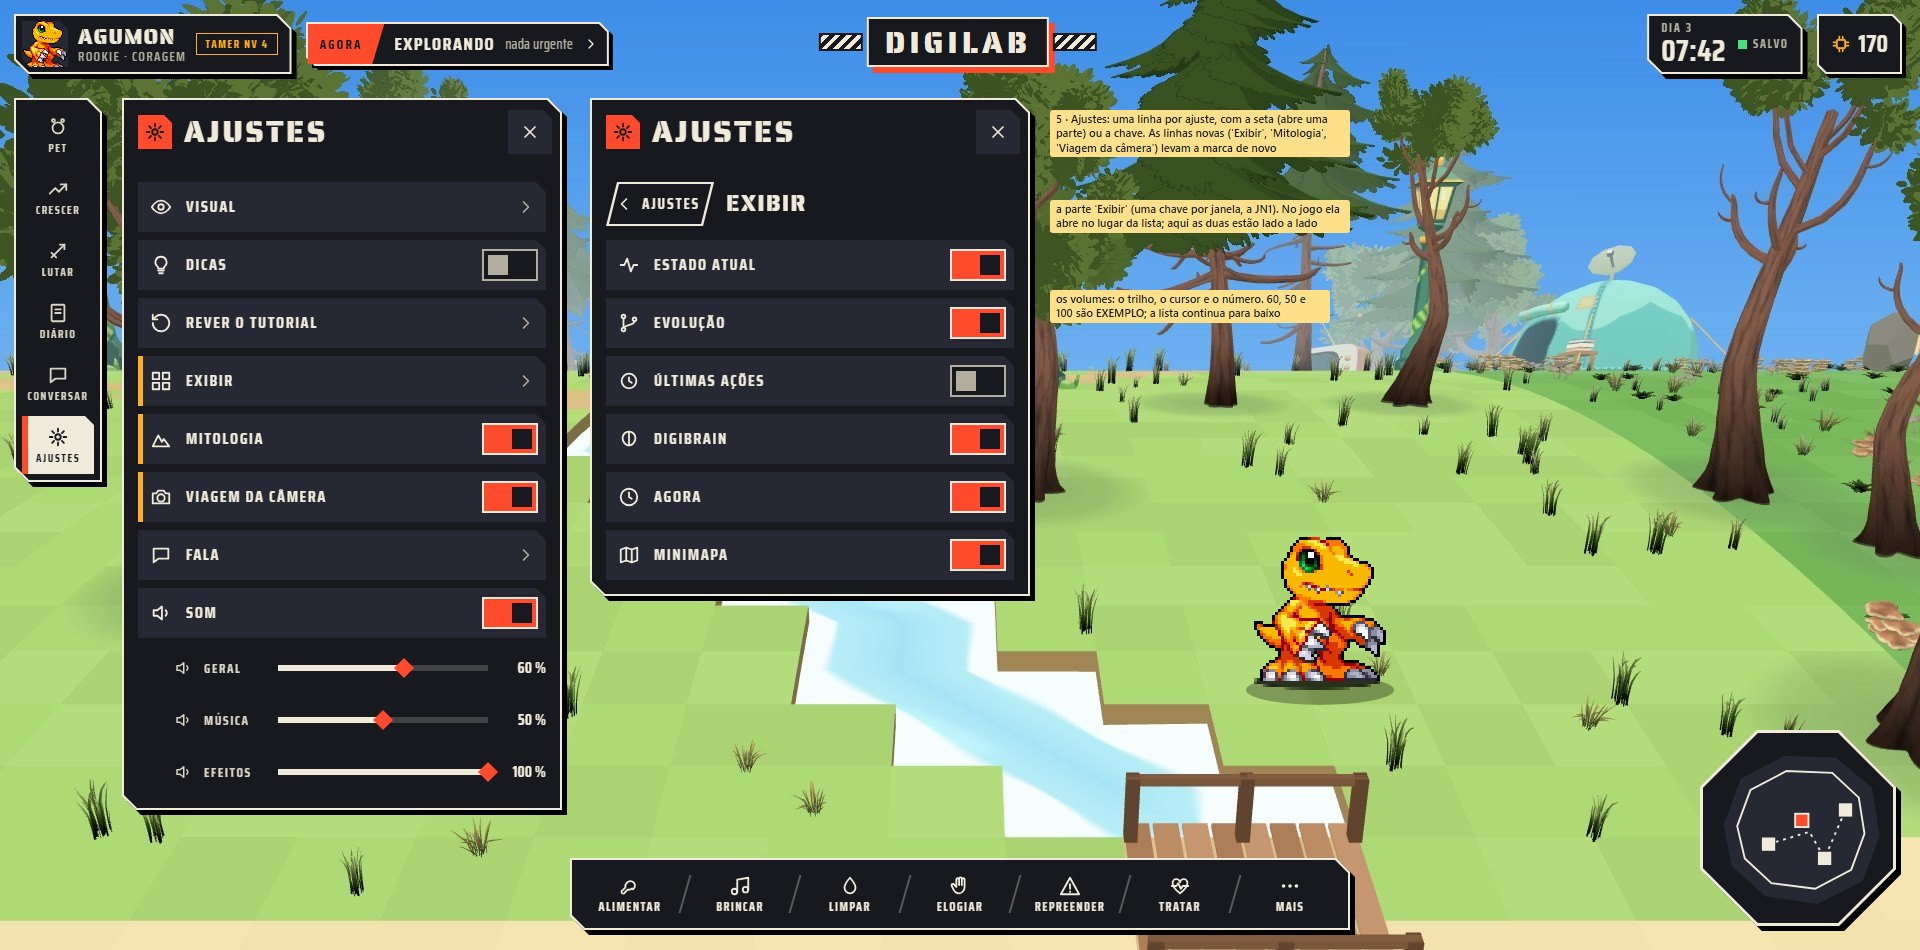 AGUMON
ROOKIE · CORAGEM
TAMER NV 4
AGORA
EXPLORANDO
nada urgente
DIGILAB
DIA 3
07:42
SALVO
170
PET
CRESCER
LUTAR
DIÁRIO
CONVERSAR
AJUSTES
AJUSTES
VISUAL
DICAS
REVER O TUTORIAL
EXIBIR
MITOLOGIA
VIAGEM DA CÂMERA
FALA
SOM
GERAL
60 %
MÚSICA
50 %
EFEITOS
100 %
AJUSTES
AJUSTES
EXIBIR
ESTADO ATUAL
EVOLUÇÃO
ÚLTIMAS AÇÕES
DIGIBRAIN
AGORA
MINIMAPA
5 · Ajustes: uma linha por ajuste, com a seta (abre uma
parte) ou a chave. As linhas novas ('Exibir', 'Mitologia',
'Viagem da câmera') levam a marca de novo
a parte 'Exibir' (uma chave por janela, a JN1). No jogo ela
abre no lugar da lista; aqui as duas estão lado a lado
os volumes: o trilho, o cursor e o número. 60, 50 e
100 são EXEMPLO; a lista continua para baixo
ALIMENTAR
BRINCAR
LIMPAR
ELOGIAR
REPREENDER
TRATAR
MAIS